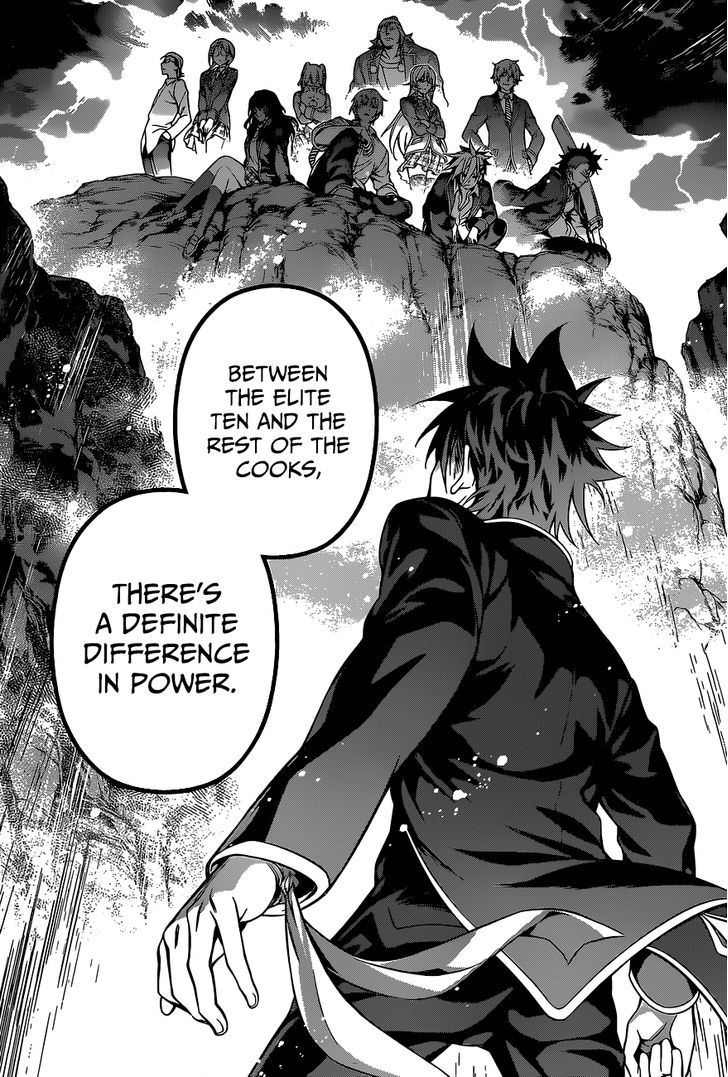 BETWEEN
THE ELITE
TEN AND THE
REST OF THE
COOKS,
THERE'S
A DEFINITE
DIFFERENCE
IN POWER.